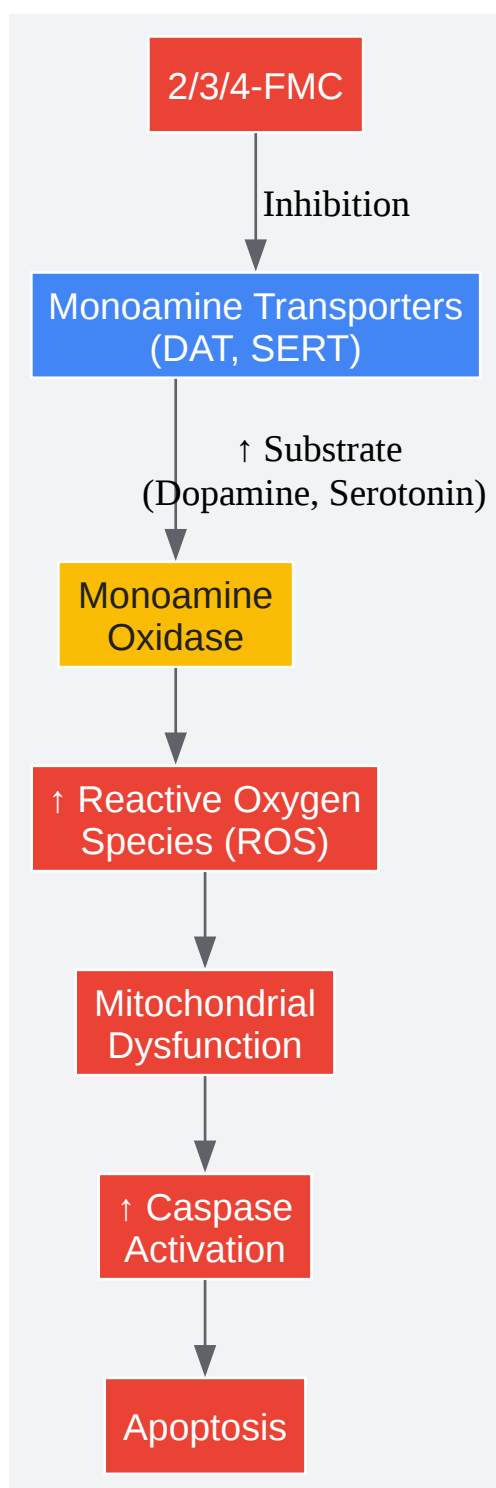 2/3/4-FMC
Inhibition
Monoamine Transporters
(DAT, SERT)
↑ Substrate
(Dopamine, Serotonin)
Monoamine
Oxidase
↑ Reactive Oxygen
Species (ROS)
Mitochondrial
Dysfunction
↑ Caspase
Activation
Apoptosis